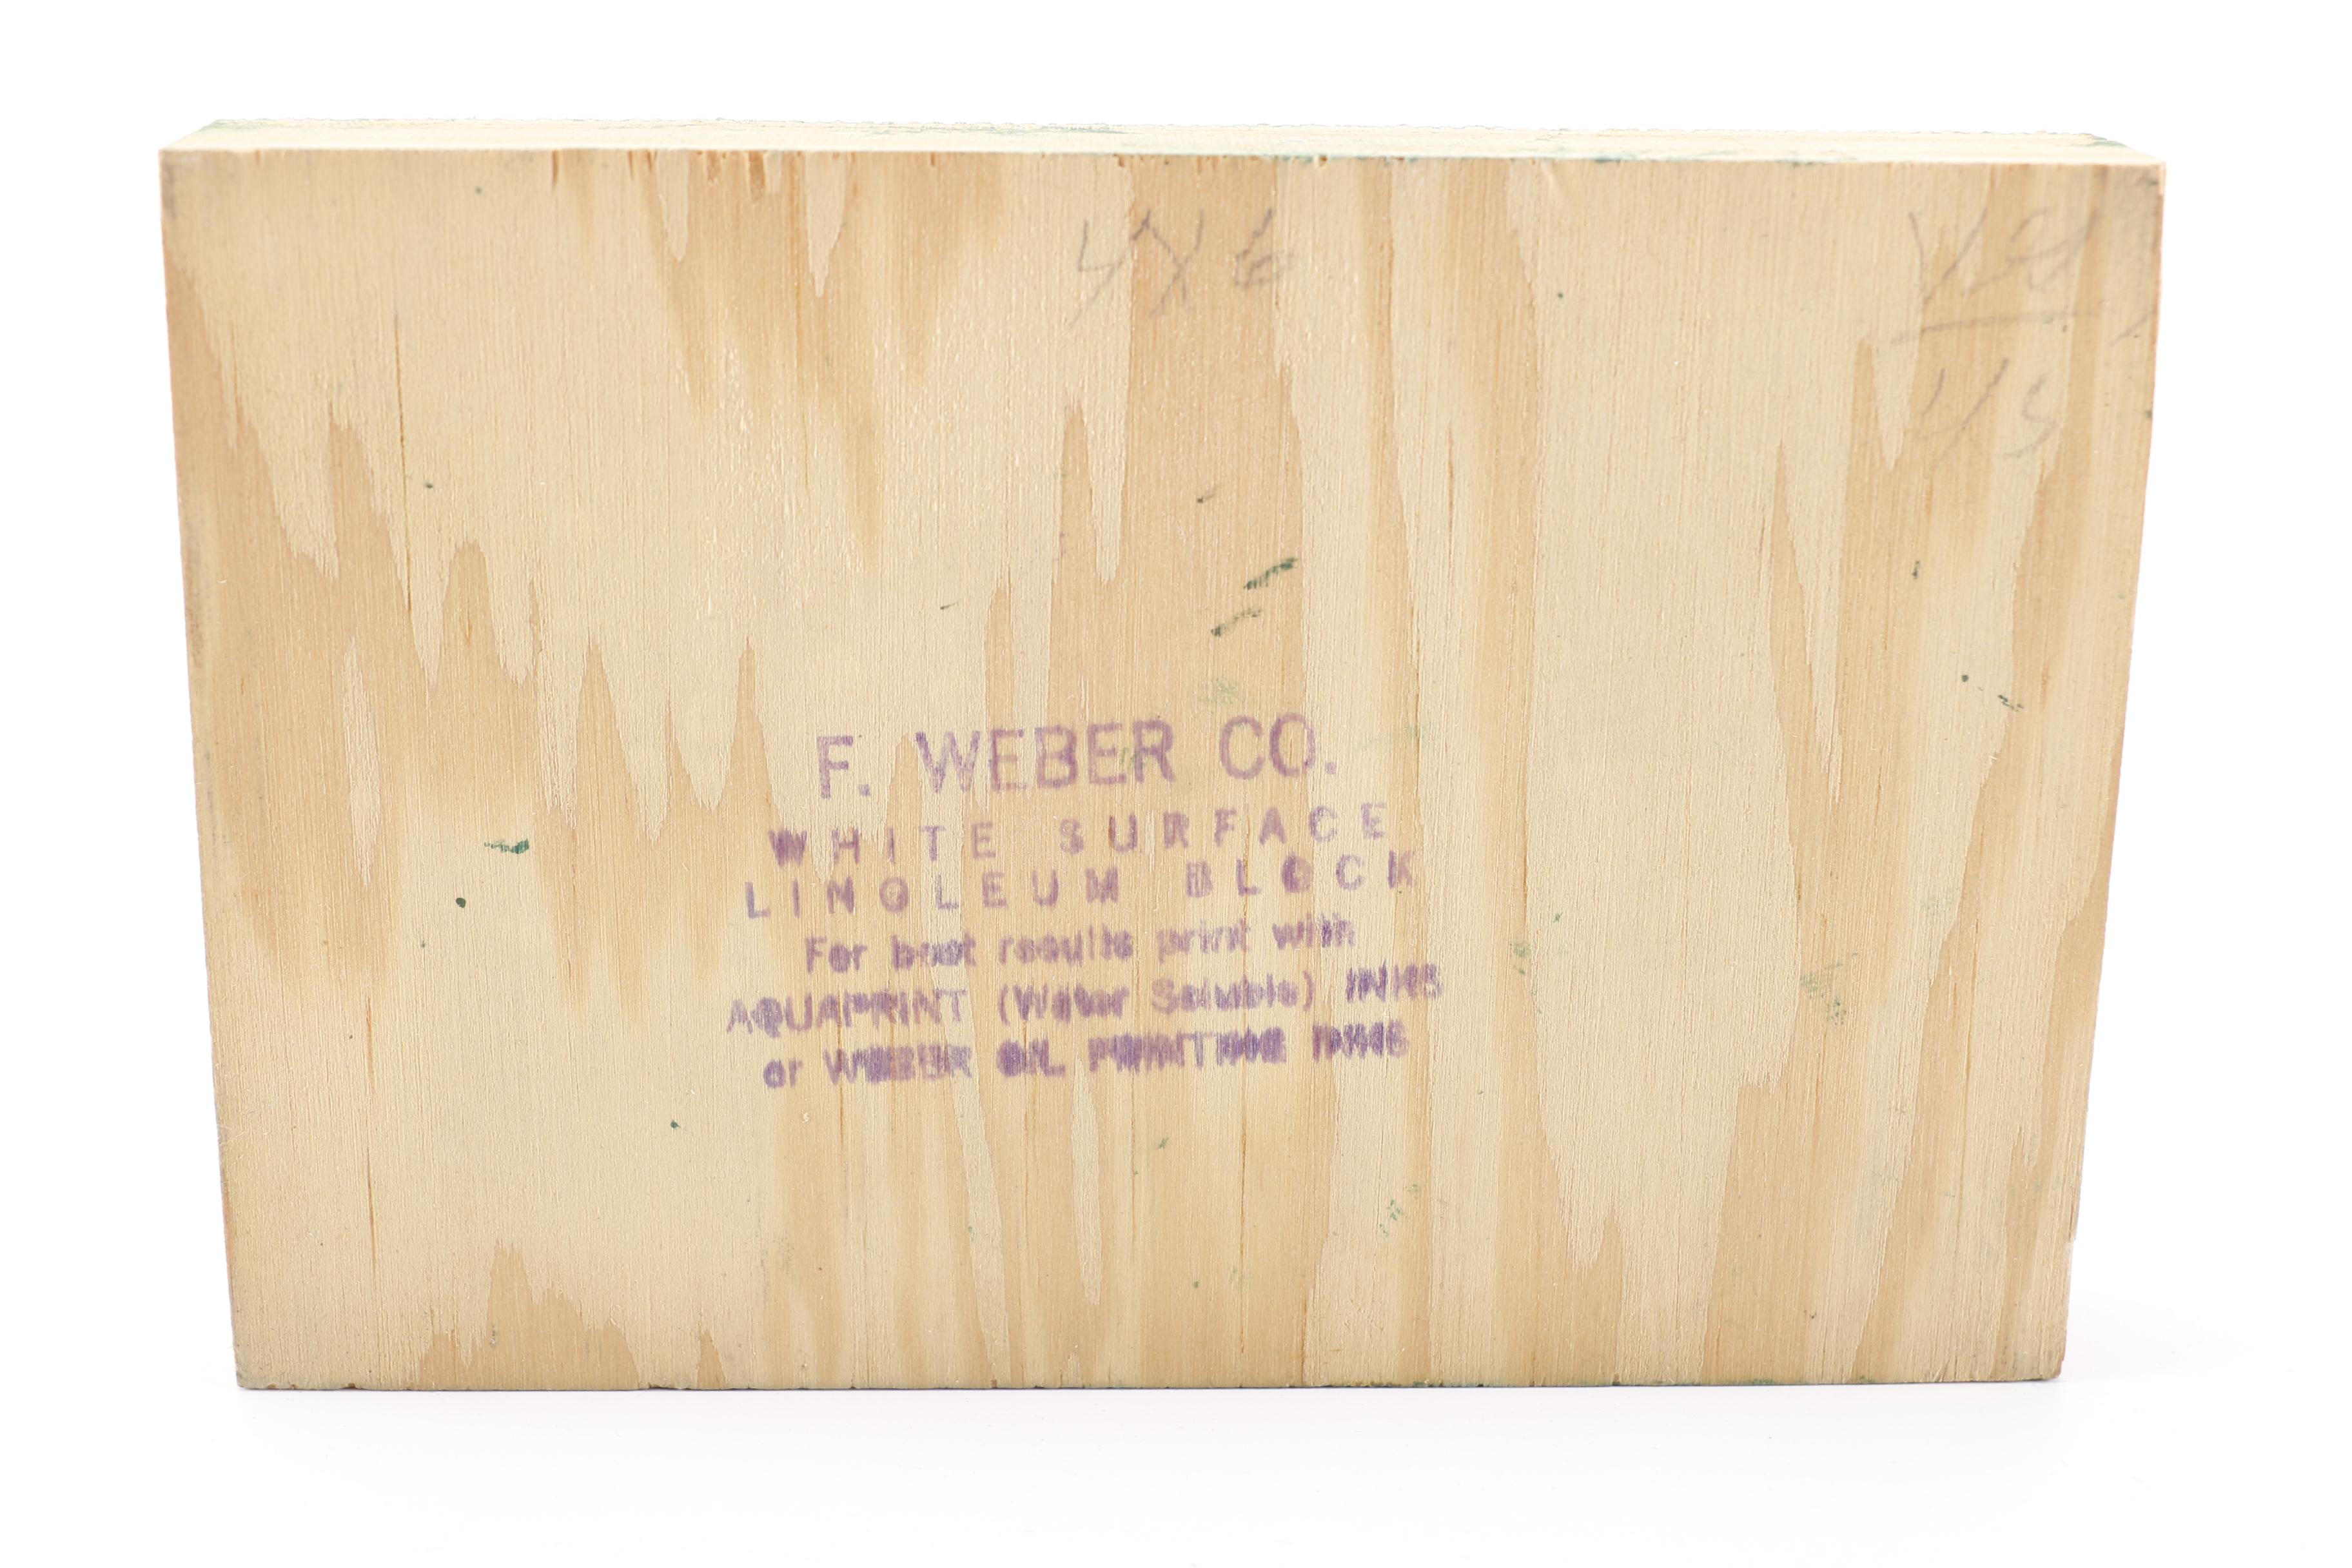 4X6
F. WEBER CO.
WHITE SURFACE
LINOLEUM BLOCK
For best results print with
AQUAPRINT (Water Soluble) INKS
or WEBER OIL PRINTING INKS